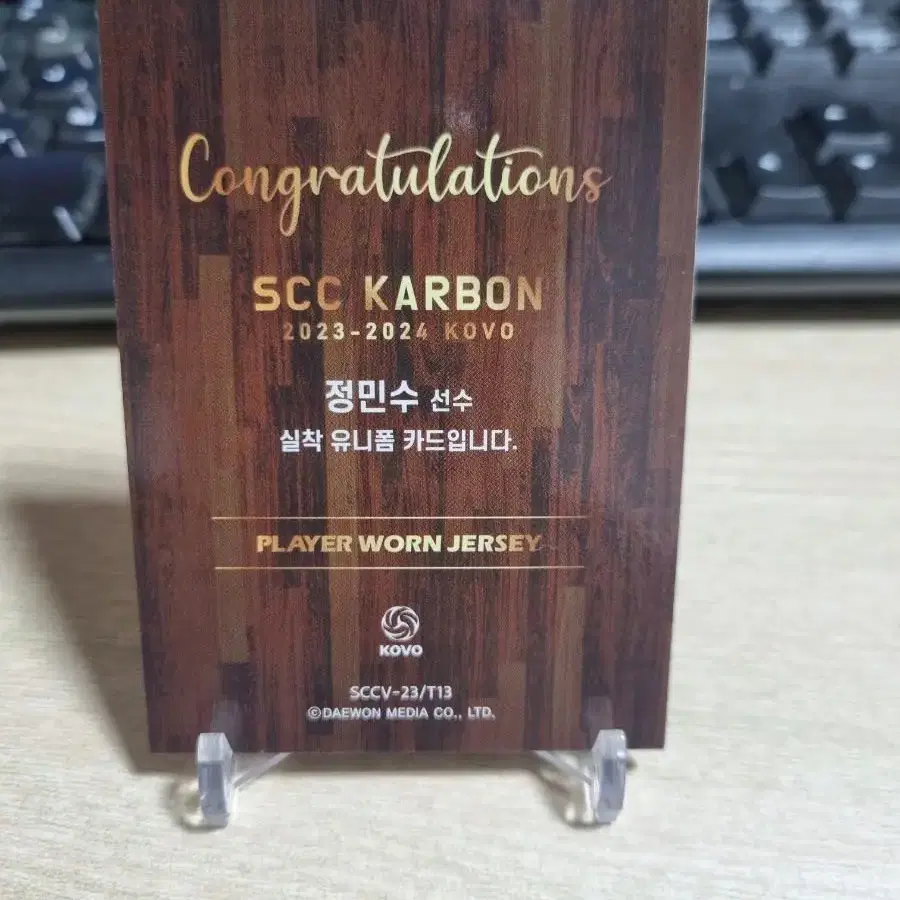 Congratulations
SCC KARBON
2023-2024 KOVO
정민수 선수
실착 유니폼 카드입니다.
PLAYER WORN JERSEY
KOVO
SCCV-23/T13
©DAEWON MEDIA CO., LTD.